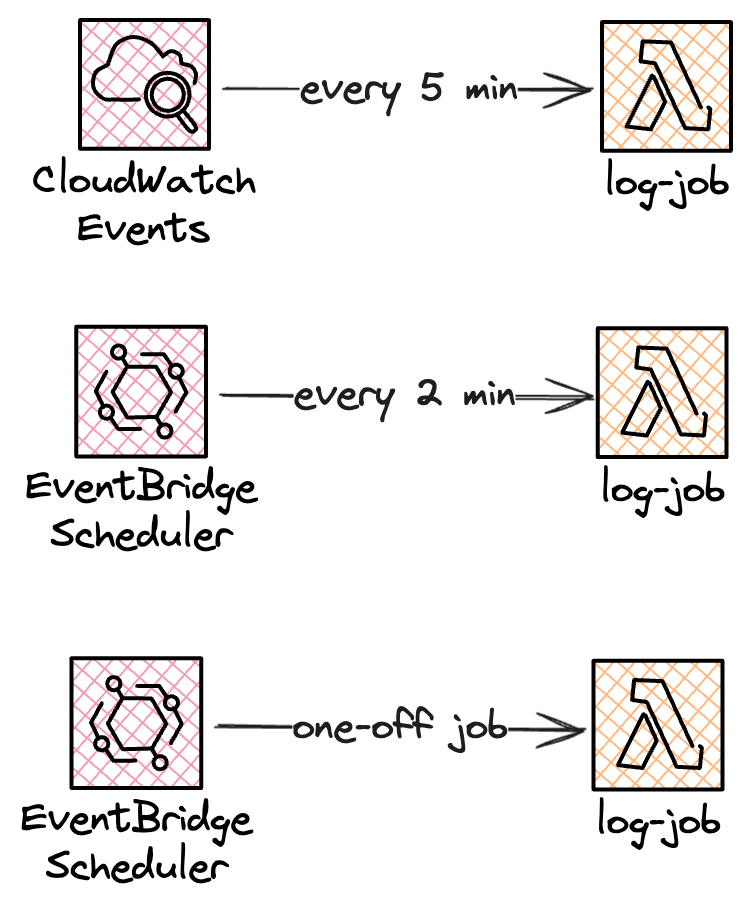 every 5 min
CloudWatch
Events
log-job
every 2 min
EventBridge
Scheduler
log-job
one-off job
EventBridge
Scheduler
log-job